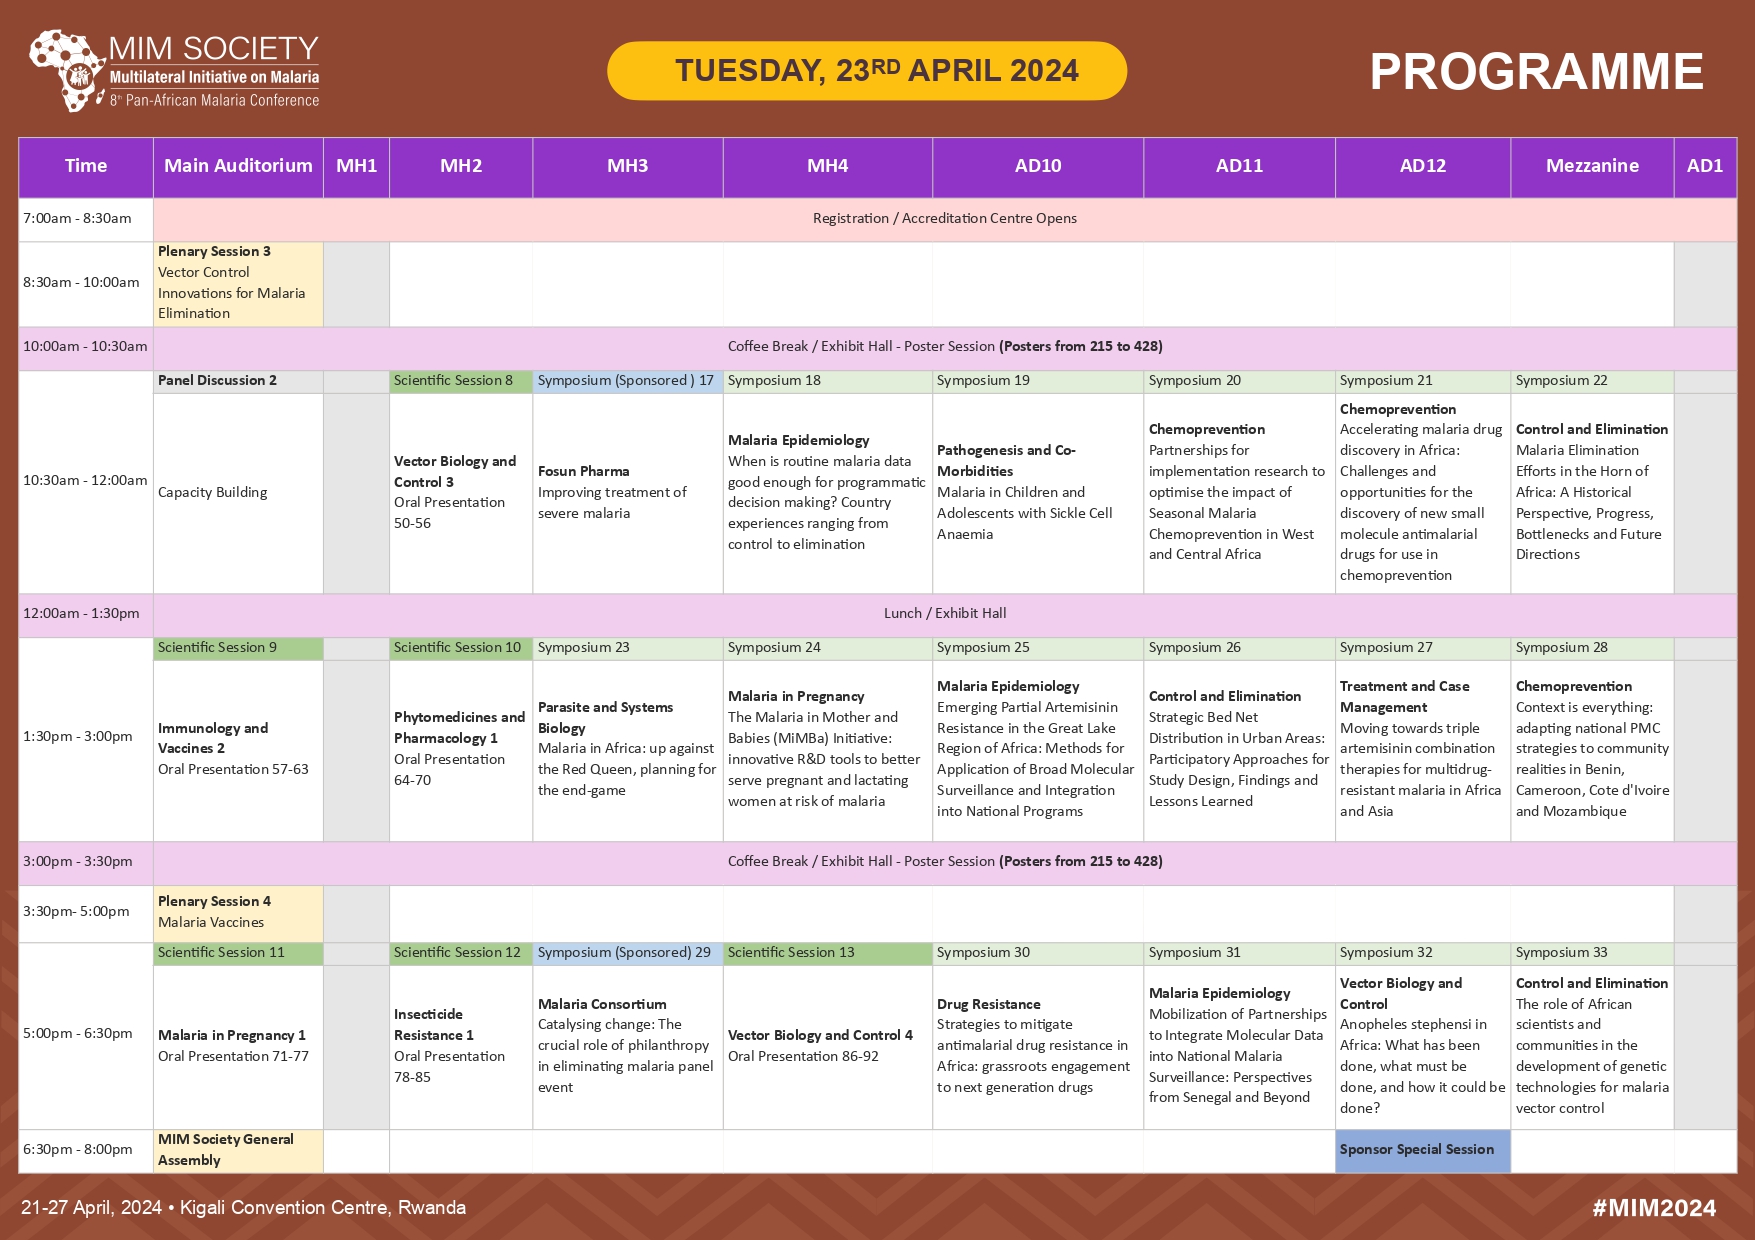 MIM SOCIETY
Multilateral Initiative on Malaria
8th Pan-African Malaria Conference
TUESDAY, 23RD APRIL 2024
PROGRAMME
Time
Main Auditorium
MH1
MH2
MH3
MH4
AD10
AD11
AD12
Mezzanine
AD1
7:00am - 8:30am
Registration / Accreditation Centre Opens
8:30am - 10:00am
Plenary Session 3
Vector Control
Innovations for Malaria
Elimination
10:00am - 10:30am
Coffee Break / Exhibit Hall - Poster Session (Posters from 215 to 428)
10:30am - 12:00am
Panel Discussion 2
Capacity Building
Scientific Session 8
Vector Biology and
Control 3
Oral Presentation
50-56
Symposium (Sponsored ) 17
Fosun Pharma
Improving treatment of
severe malaria
Symposium 18
Malaria Epidemiology
When is routine malaria data
good enough for programmatic
decision making? Country
experiences ranging from
control to elimination
Symposium 19
Pathogenesis and Co-
Morbidities
Malaria in Children and
Adolescents with Sickle Cell
Anaemia
Symposium 20
Chemoprevention
Partnerships for
implementation research to
optimise the impact of
Seasonal Malaria
Chemoprevention in West
and Central Africa
Symposium 21
Chemoprevention
Accelerating malaria drug
discovery in Africa:
Challenges and
opportunities for the
discovery of new small
molecule antimalarial
drugs for use in
chemoprevention
Symposium 22
Control and Elimination
Malaria Elimination
Efforts in the Horn of
Africa: A Historical
Perspective, Progress,
Bottlenecks and Future
Directions
12:00am - 1:30pm
Lunch / Exhibit Hall
1:30pm - 3:00pm
Scientific Session 9
Immunology and
Vaccines 2
Oral Presentation 57-63
Scientific Session 10
Phytomedicines and
Pharmacology 1
Oral Presentation
64-70
Symposium 23
Parasite and Systems
Biology
Malaria in Africa: up against
the Red Queen, planning for
the end-game
Symposium 24
Malaria in Pregnancy
The Malaria in Mother and
Babies (MiMBa) Initiative:
innovative R&D tools to better
serve pregnant and lactating
women at risk of malaria
Symposium 25
Malaria Epidemiology
Emerging Partial Artemisinin
Resistance in the Great Lake
Region of Africa: Methods for
Application of Broad Molecular
Surveillance and Integration
into National Programs
Symposium 26
Control and Elimination
Strategic Bed Net
Distribution in Urban Areas:
Participatory Approaches for
Study Design, Findings and
Lessons Learned
Symposium 27
Treatment and Case
Management
Moving towards triple
artemisinin combination
therapies for multidrug-
resistant malaria in Africa
and Asia
Symposium 28
Chemoprevention
Context is everything:
adapting national PMC
strategies to community
realities in Benin,
Cameroon, Cote d'Ivoire
and Mozambique
3:00pm - 3:30pm
Coffee Break / Exhibit Hall - Poster Session (Posters from 215 to 428)
3:30pm- 5:00pm
Plenary Session 4
Malaria Vaccines
5:00pm - 6:30pm
Scientific Session 11
Malaria in Pregnancy 1
Oral Presentation 71-77
Scientific Session 12
Insecticide
Resistance 1
Oral Presentation
78-85
Symposium (Sponsored) 29
Malaria Consortium
Catalysing change: The
crucial role of philanthropy
in eliminating malaria panel
event
Scientific Session 13
Vector Biology and Control 4
Oral Presentation 86-92
Symposium 30
Drug Resistance
Strategies to mitigate
antimalarial drug resistance in
Africa: grassroots engagement
to next generation drugs
Symposium 31
Malaria Epidemiology
Mobilization of Partnerships
to Integrate Molecular Data
into National Malaria
Surveillance: Perspectives
from Senegal and Beyond
Symposium 32
Vector Biology and
Control
Anopheles stephensi in
Africa: What has been
done, what must be
done, and how it could be
done?
Symposium 33
Control and Elimination
The role of African
scientists and
communities in the
development of genetic
technologies for malaria
vector control
6:30pm - 8:00pm
MIM Society General
Assembly
Sponsor Special Session
21-27 April, 2024 • Kigali Convention Centre, Rwanda
#MIM2024